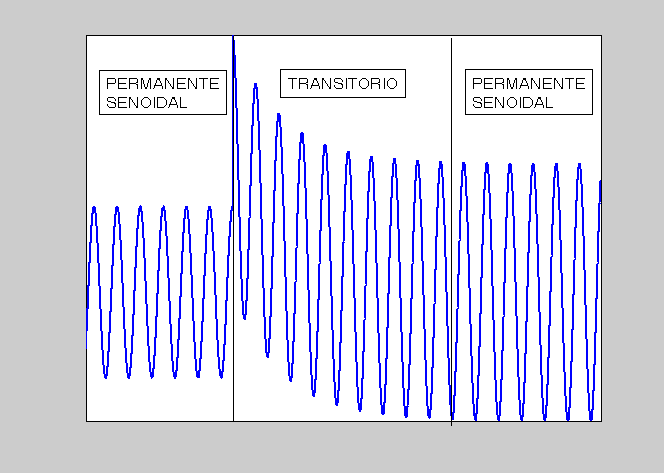 PERMANENTE
SENOIDAL
TRANSITORIO
PERMANENTE
SENOIDAL